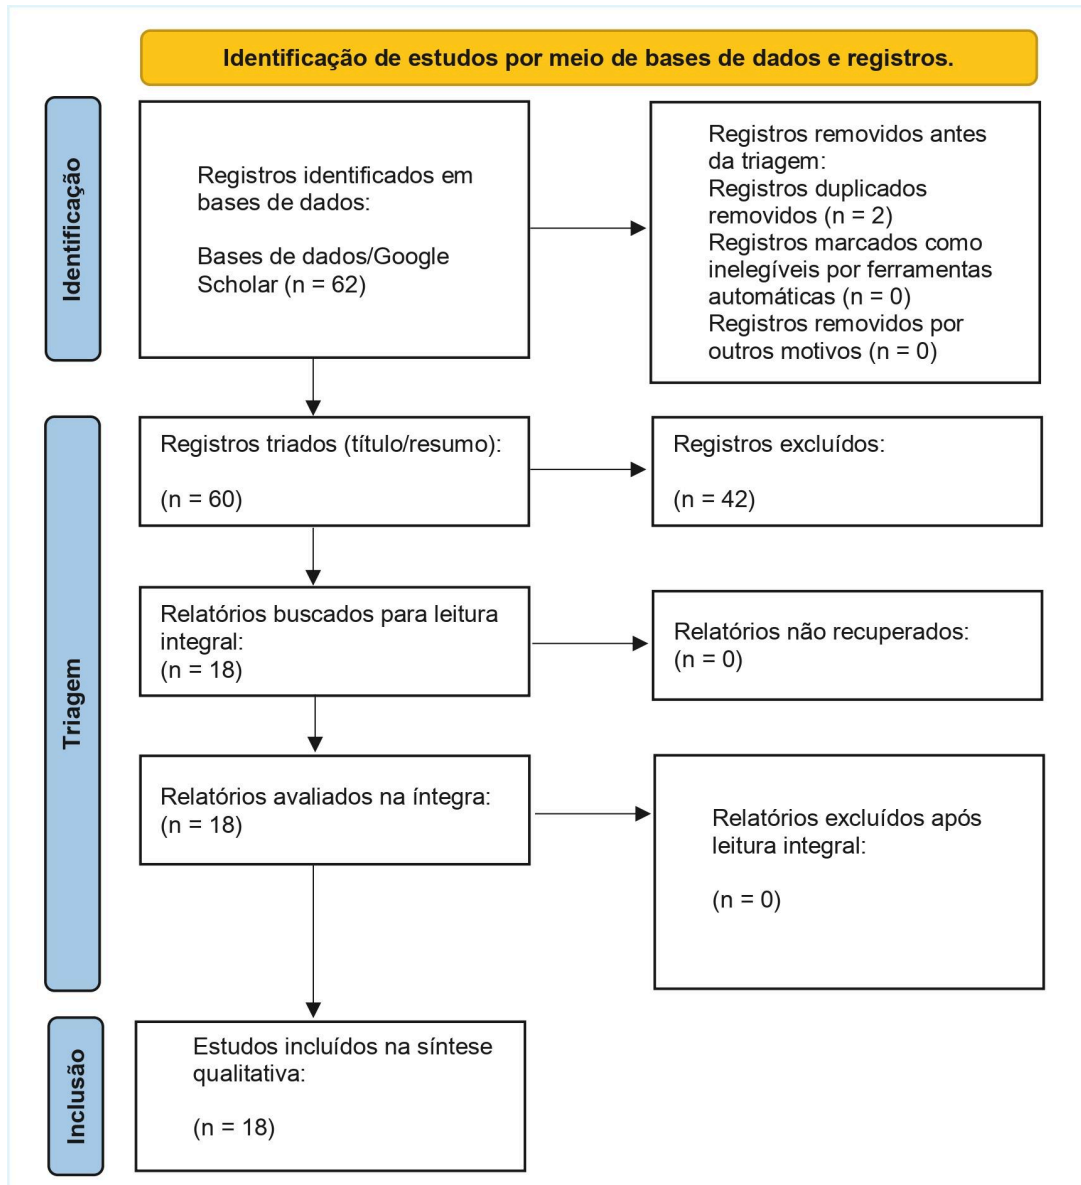 Identificação de estudos por meio de bases de dados e registros.
Identificação
Registros identificados em
bases de dados:
Bases de dados/Google
Scholar (n = 62)
Registros removidos antes
da triagem:
Registros duplicados
removidos (n = 2)
Registros marcados como
inelegíveis por ferramentas
automáticas (n = 0)
Registros removidos por
outros motivos (n = 0)
Triagem
Registros triados (título/resumo):
(n = 60)
Registros excluídos:
(n = 42)
Relatórios buscados para leitura
integral:
(n = 18)
Relatórios não recuperados:
(n = 0)
Relatórios avaliados na íntegra:
(n = 18)
Relatórios excluídos após
leitura integral:
(n = 0)
Inclusão
Estudos incluídos na síntese
qualitativa:
(n = 18)